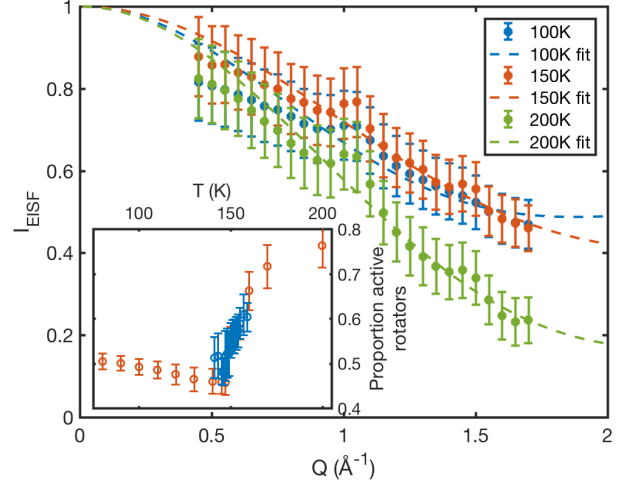 1
0.8
0.6
0.4
0.2
0
I_EISF
0
0.5
1
1.5
2
Q (Å⁻¹)
100K
100K fit
150K
150K fit
200K
200K fit
T (K)
100
150
200
0.8
0.7
0.6
0.5
0.4
Proportion active
rotators